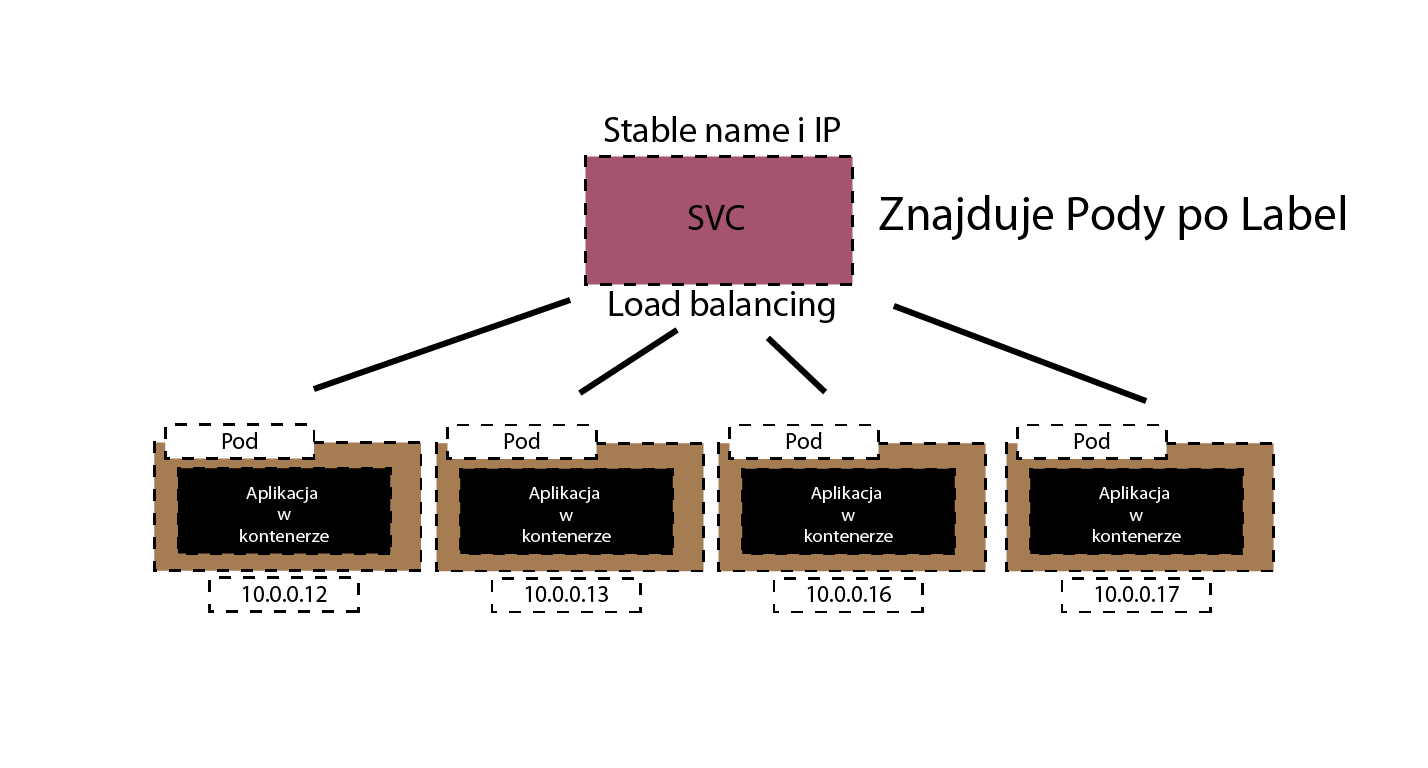 Stable name i IP
SVC
Znajduje Pody po Label
Load balancing
Pod
Aplikacja
w
kontenerze
10.0.0.12
Pod
Aplikacja
w
kontenerze
10.0.0.13
Pod
Aplikacja
w
kontenerze
10.0.0.16
Pod
Aplikacja
w
kontenerze
10.0.0.17